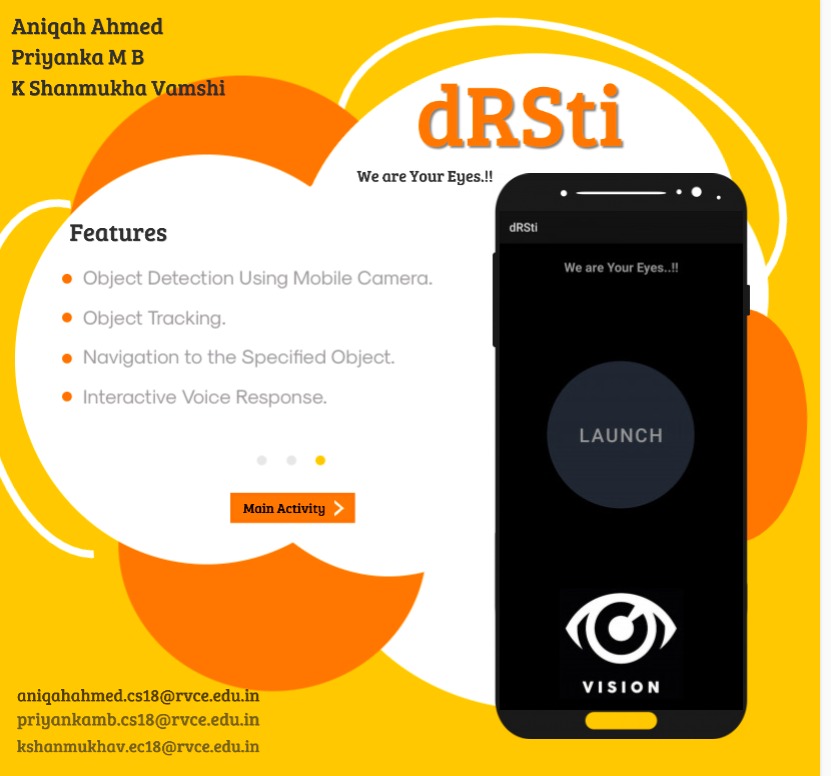 Aniqah Ahmed
Priyanka M B
K Shanmukha Vamshi
dRSti
We are Your Eyes.!!
Features
Object Detection Using Mobile Camera.
Object Tracking.
Navigation to the Specified Object.
Interactive Voice Response.
Main Activity
dRSti
We are Your Eyes..!!
LAUNCH
VISION
aniqahahmed.cs18@rvce.edu.in
priyankamb.cs18@rvce.edu.in
kshanmukhav.ec18@rvce.edu.in